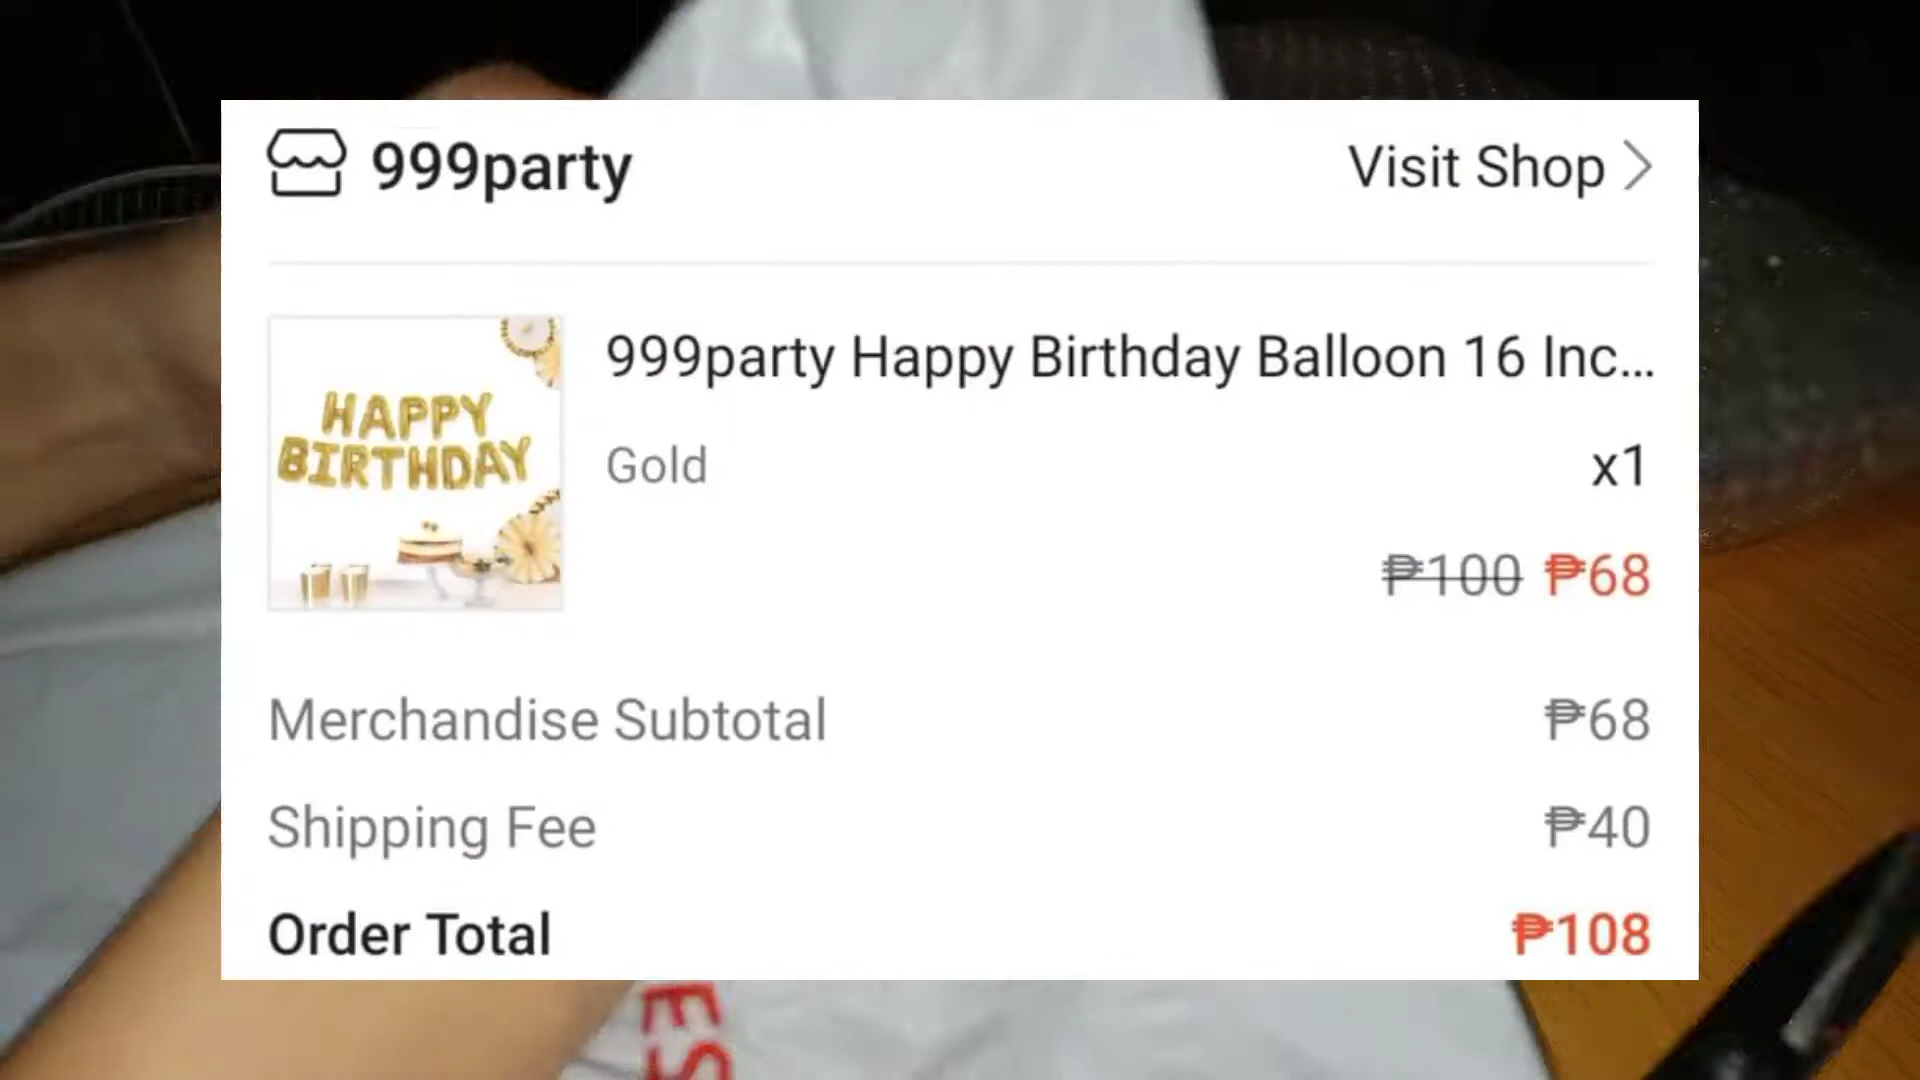 999party
Visit Shop
HAPPY
BIRTHDAY
999party Happy Birthday Balloon 16 Inc...
Gold
x1
₱100 ₱68
Merchandise Subtotal
₱68
Shipping Fee
₱40
Order Total
₱108
ES